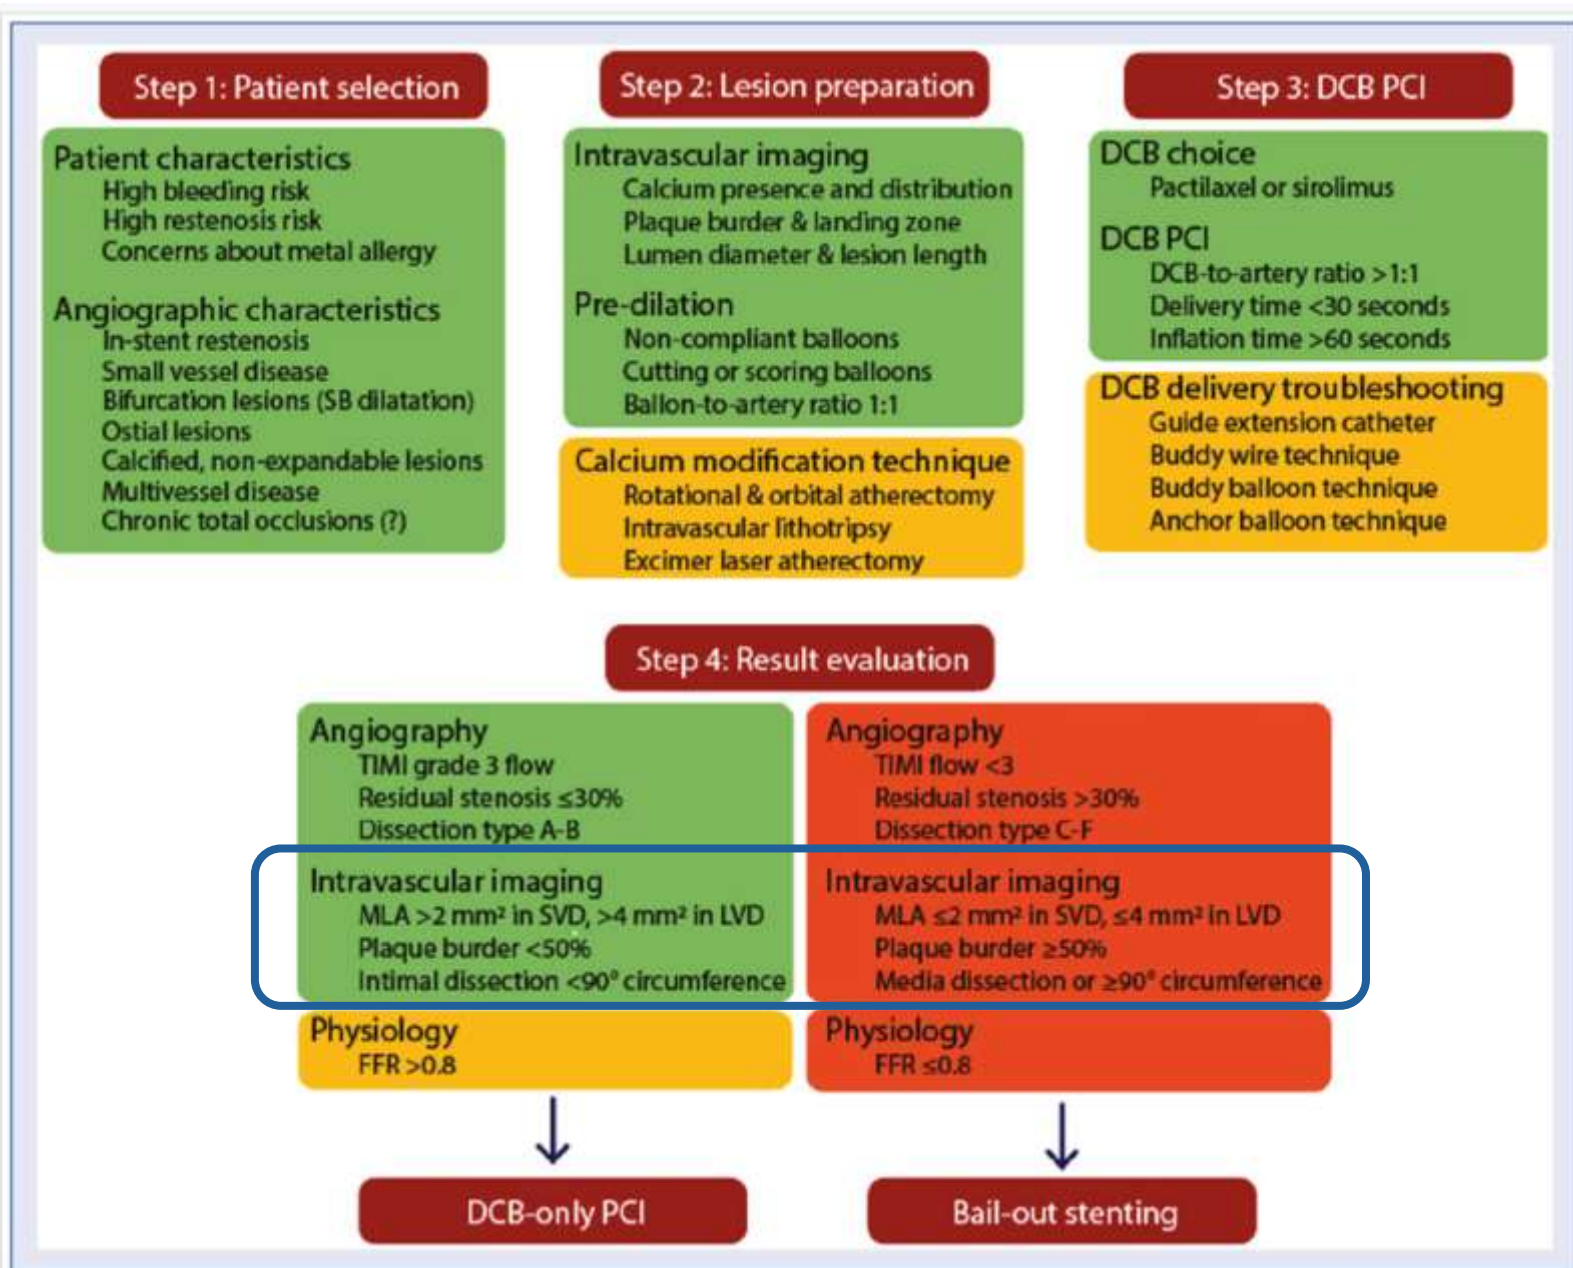 Step 1: Patient selection
Patient characteristics
High bleeding risk
High restenosis risk
Concerns about metal allergy
Angiographic characteristics
In-stent restenosis
Small vessel disease
Bifurcation lesions (SB dilatation)
Ostial lesions
Calcified, non-expandable lesions
Multivessel disease
Chronic total occlusions (?)
Step 2: Lesion preparation
Intravascular imaging
Calcium presence and distribution
Plaque burder & landing zone
Lumen diameter & lesion length
Pre-dilation
Non-compliant balloons
Cutting or scoring balloons
Ballon-to-artery ratio 1:1
Calcium modification technique
Rotational & orbital atherectomy
Intravascular lithotripsy
Excimer laser atherectomy
Step 3: DCB PCI
DCB choice
Pactilaxel or sirolimus
DCB PCI
DCB-to-artery ratio >1:1
Delivery time <30 seconds
Inflation time >60 seconds
DCB delivery troubleshooting
Guide extension catheter
Buddy wire technique
Buddy balloon technique
Anchor balloon technique
Step 4: Result evaluation
Angiography
TIMI grade 3 flow
Residual stenosis ≤30%
Dissection type A-B
Intravascular imaging
MLA >2 mm² in SVD, >4 mm² in LVD
Plaque burder <50%
Intimal dissection <90° circumference
Physiology
FFR >0.8
DCB-only PCI
Angiography
TIMI flow <3
Residual stenosis >30%
Dissection type C-F
Intravascular imaging
MLA ≤2 mm² in SVD, ≤4 mm² in LVD
Plaque burder ≥50%
Media dissection or ≥90° circumference
Physiology
FFR ≤0.8
Bail-out stenting